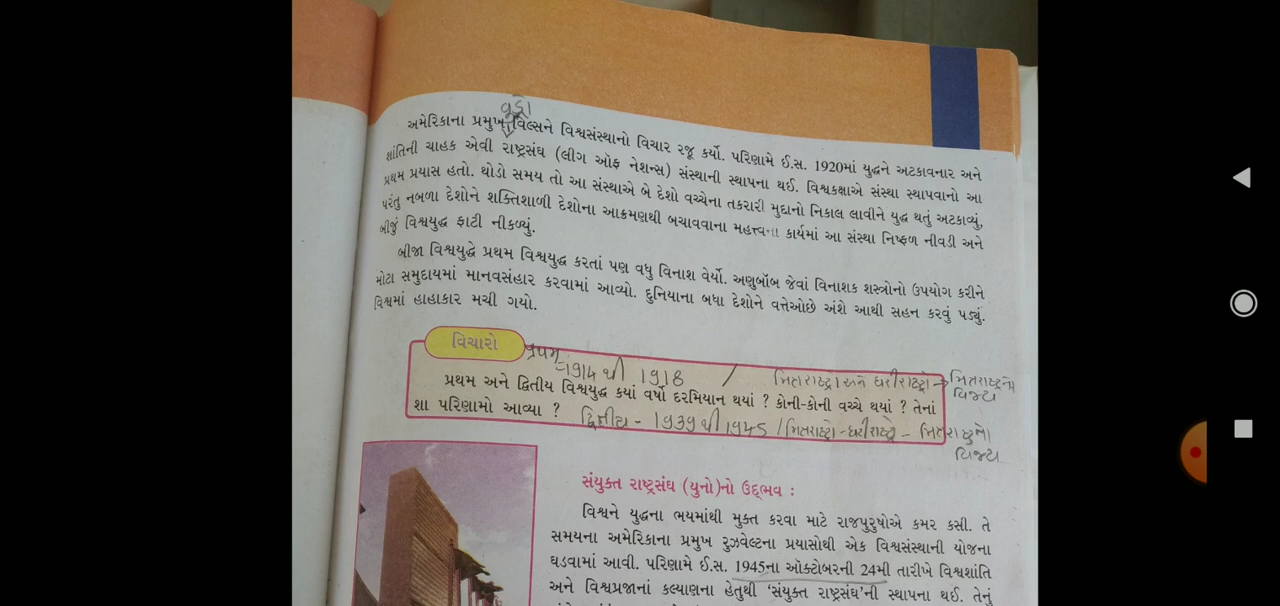 વુડ્રો
અમેરિકાના પ્રમુખ વિલ્સને વિશ્વસંસ્થાનો વિચાર રજૂ કર્યો. પરિણામે ઈ.સ. 1920માં યુદ્ધને અટકાવનાર અને
શાંતિની ચાહક એવી રાષ્ટ્રસંઘ (લીગ ઑફ નેશન્સ) સંસ્થાની સ્થાપના થઈ. વિશ્વકક્ષાએ સંસ્થા સ્થાપવાનો આ
પ્રથમ પ્રયાસ હતો. થોડો સમય તો આ સંસ્થાએ બે દેશો વચ્ચેના તકરારી મુદાનો નિકાલ લાવીને યુદ્ધ થતું અટકાવ્યું,
પરંતુ નબળા દેશોને શક્તિશાળી દેશોના આક્રમણથી બચાવવાના મહત્ત્વના કાર્યમાં આ સંસ્થા નિષ્ફળ નીવડી અને
બીજું વિશ્વયુદ્ધ ફાટી નીકળ્યું.
બીજા વિશ્વયુદ્ધે પ્રથમ વિશ્વયુદ્ધ કરતાં પણ વધુ વિનાશ વેર્યો. અણુબૉંબ જેવાં વિનાશક શસ્ત્રોનો ઉપયોગ કરીને
મોટા સમુદાયમાં માનવસંહાર કરવામાં આવ્યો. દુનિયાના બધા દેશોને વત્તેઓછે અંશે આથી સહન કરવું પડ્યું.
વિશ્વમાં હાહાકાર મચી ગયો.
વિચારો
પ્રથમ = 1914 થી 1918 / મિત્રરાષ્ટ્રો અને ધરીરાષ્ટ્રો → મિત્રરાષ્ટ્રનો
વિજય
પ્રથમ અને દ્વિતીય વિશ્વયુદ્ધ કયાં વર્ષો દરમિયાન થયાં ? કોની-કોની વચ્ચે થયાં ? તેનાં
શા પરિણામો આવ્યા ? દ્વિતીય - 1939 થી 1945 / મિત્રરાષ્ટ્રો - ધરીરાષ્ટ્રો - મિત્રરાષ્ટ્રનો
વિજય
સંયુક્ત રાષ્ટ્રસંઘ (યુનો)નો ઉદ્‌ભવ :
વિશ્વને યુદ્ધના ભયમાંથી મુક્ત કરવા માટે રાજપુરુષોએ કમર કસી. તે
સમયના અમેરિકાના પ્રમુખ રુઝવેલ્ટના પ્રયાસોથી એક વિશ્વસંસ્થાની યોજના
ઘડવામાં આવી. પરિણામે ઈ.સ. 1945ના ઑક્ટોબરની 24મી તારીખે વિશ્વશાંતિ
અને વિશ્વપ્રજાનાં કલ્યાણના હેતુથી ‘સંયુક્ત રાષ્ટ્રસંઘ’ની સ્થાપના થઈ. તેનું